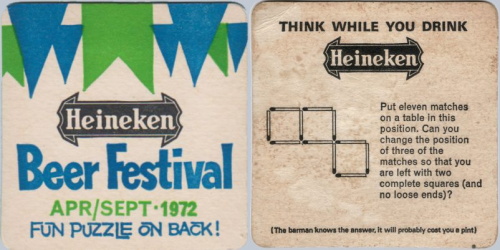 Heineken
Beer Festival
APR/SEPT·1972
FUN PUZZLE ON BACK!
THINK WHILE YOU DRINK
Heineken
Put eleven matches
on a table in this
position. Can you
change the position
of three of the
matches so that you
are left with two
complete squares (and
no loose ends)?
(The barman knows the answer, it will probably cost you a pint)